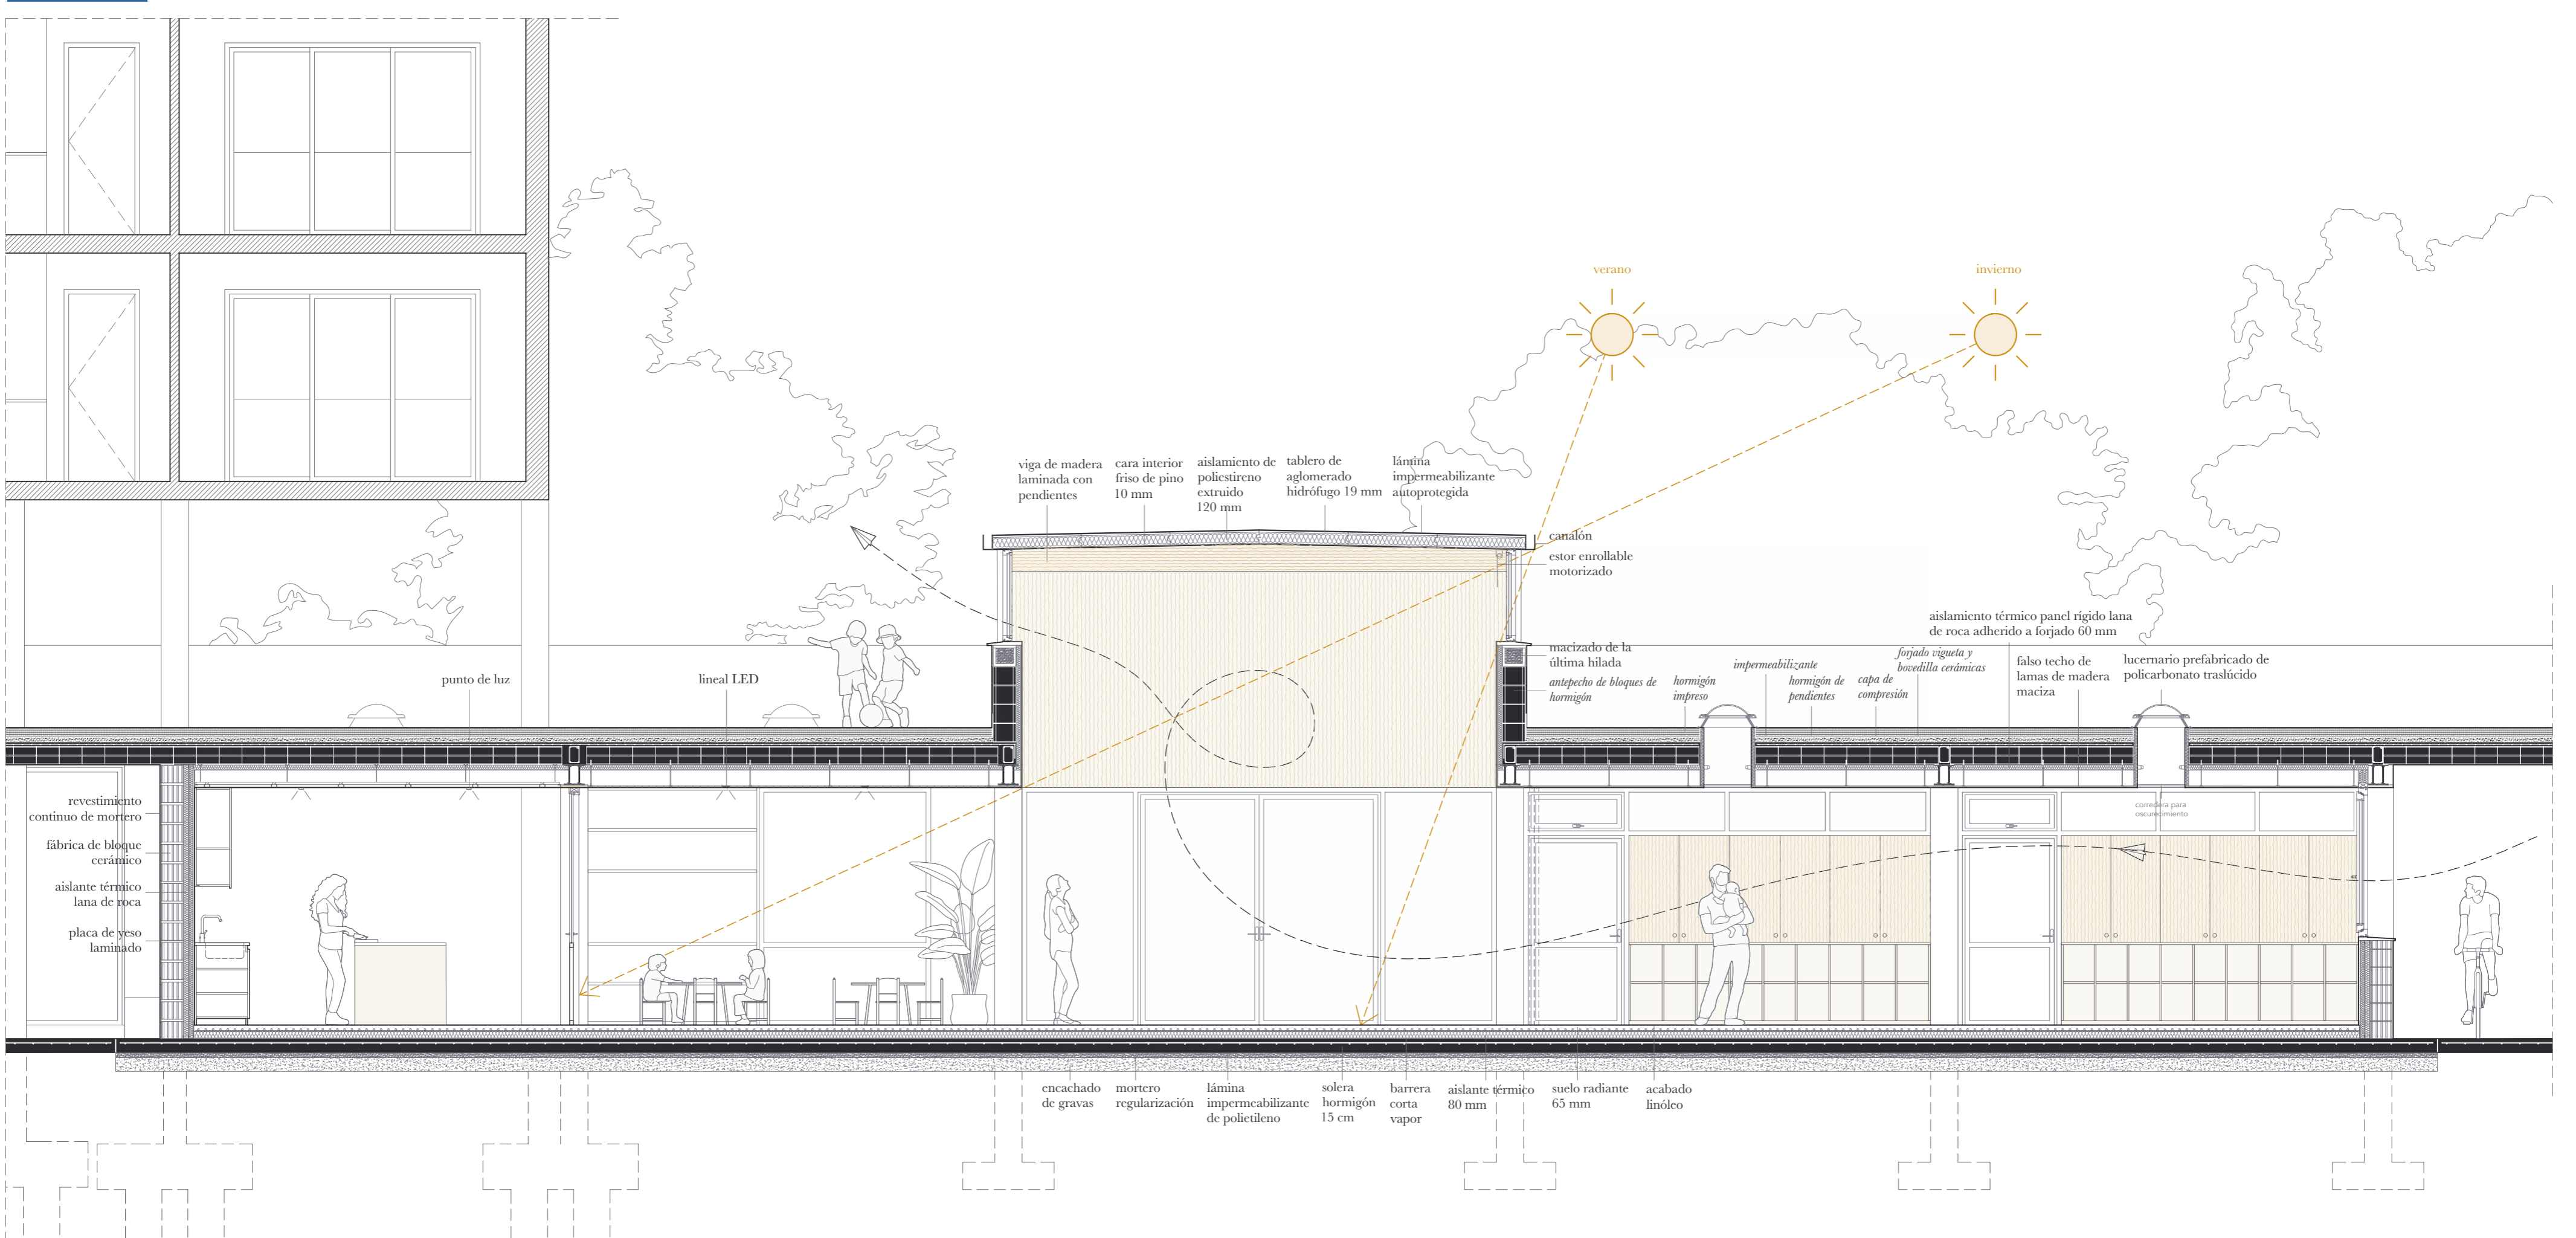 verano
invierno
viga de madera
laminada con
pendientes
cara interior
friso de pino
10 mm
aislamiento de
poliestireno
extruido
120 mm
tablero de
aglomerado
hidrófugo 19 mm
lámina
impermeabilizante
autoprotegida
canalón
estor enrollable
motorizado
macizado de la
última hilada
antepecho de bloques de
hormigón
hormigón
impreso
impermeabilizante
hormigón de
pendientes
capa de
compresión
forjado vigueta y
bovedilla cerámicas
aislamiento térmico panel rígido lana
de roca adherido a forjado 60 mm
falso techo de
lamas de madera
maciza
lucernario prefabricado de
policarbonato traslúcido
punto de luz
lineal LED
revestimiento
continuo de mortero
fábrica de bloque
cerámico
aislante térmico
lana de roca
placa de yeso
laminado
corredera para
oscurecimiento
encachado
de gravas
mortero
regularización
lámina
impermeabilizante
de polietileno
solera
hormigón
15 cm
barrera
corta
vapor
aislante térmico
80 mm
suelo radiante
65 mm
acabado
linóleo